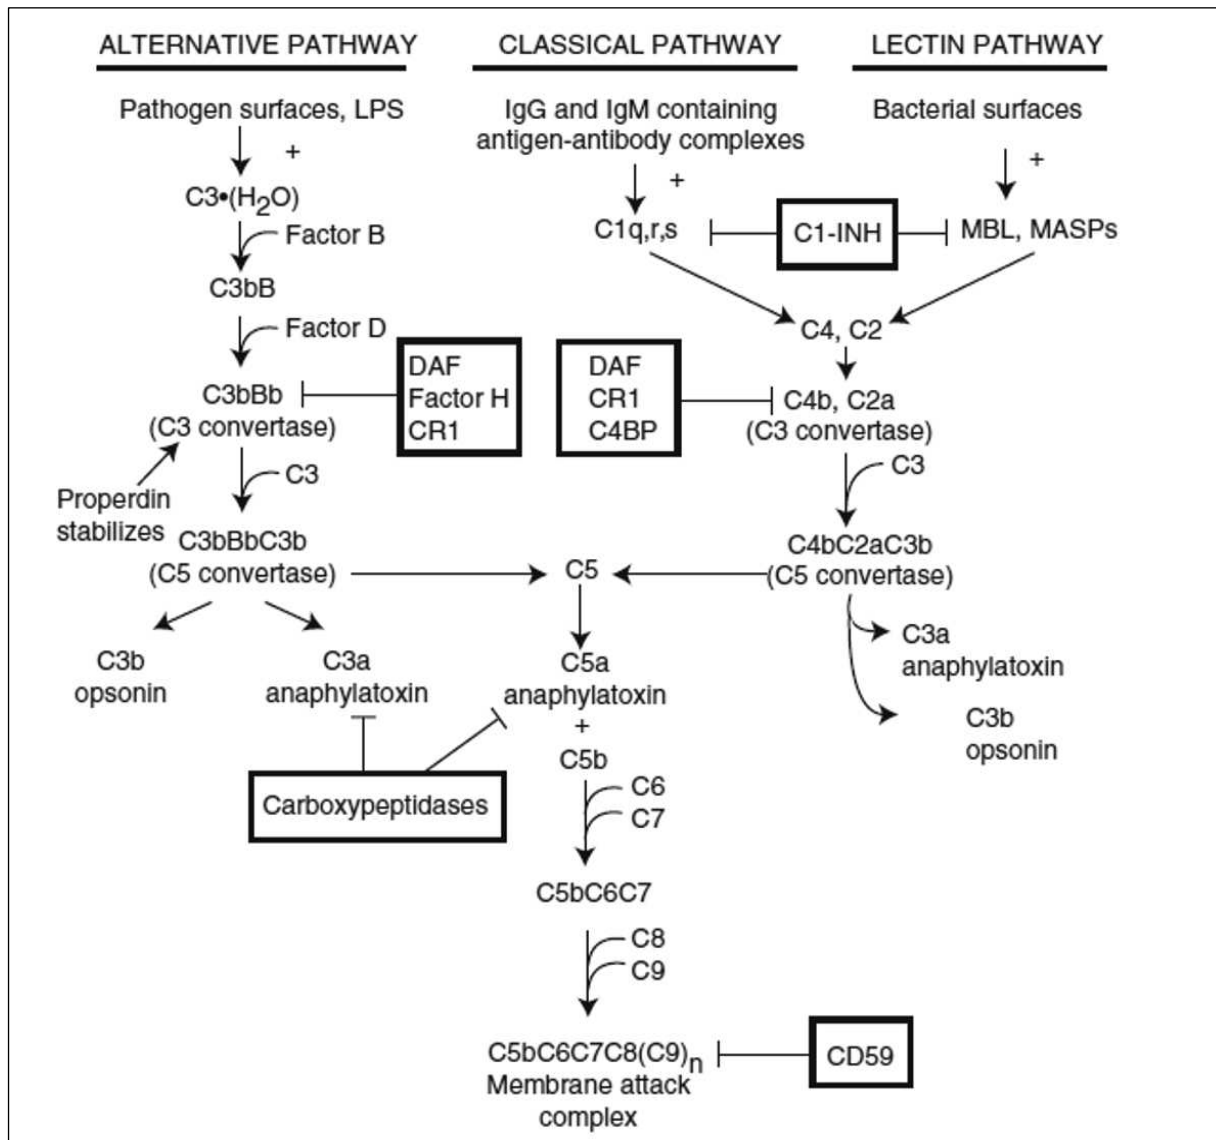 ALTERNATIVE PATHWAY
CLASSICAL PATHWAY
LECTIN PATHWAY
Pathogen surfaces, LPS
IgG and IgM containing
antigen-antibody complexes
Bacterial surfaces
+
+
+
C3•(H2O)
Factor B
C1q,r,s
C1-INH
MBL, MASPs
C3bB
Factor D
C4, C2
DAF
Factor H
CR1
DAF
CR1
C4BP
C3bBb
(C3 convertase)
C4b, C2a
(C3 convertase)
C3
C3
Properdin
stabilizes
C3bBbC3b
(C5 convertase)
C5
C4bC2aC3b
(C5 convertase)
C3b
opsonin
C3a
anaphylatoxin
C5a
anaphylatoxin
+
C5b
C3a
anaphylatoxin
C3b
opsonin
Carboxypeptidases
C6
C7
C5bC6C7
C8
C9
C5bC6C7C8(C9)n
Membrane attack
complex
CD59